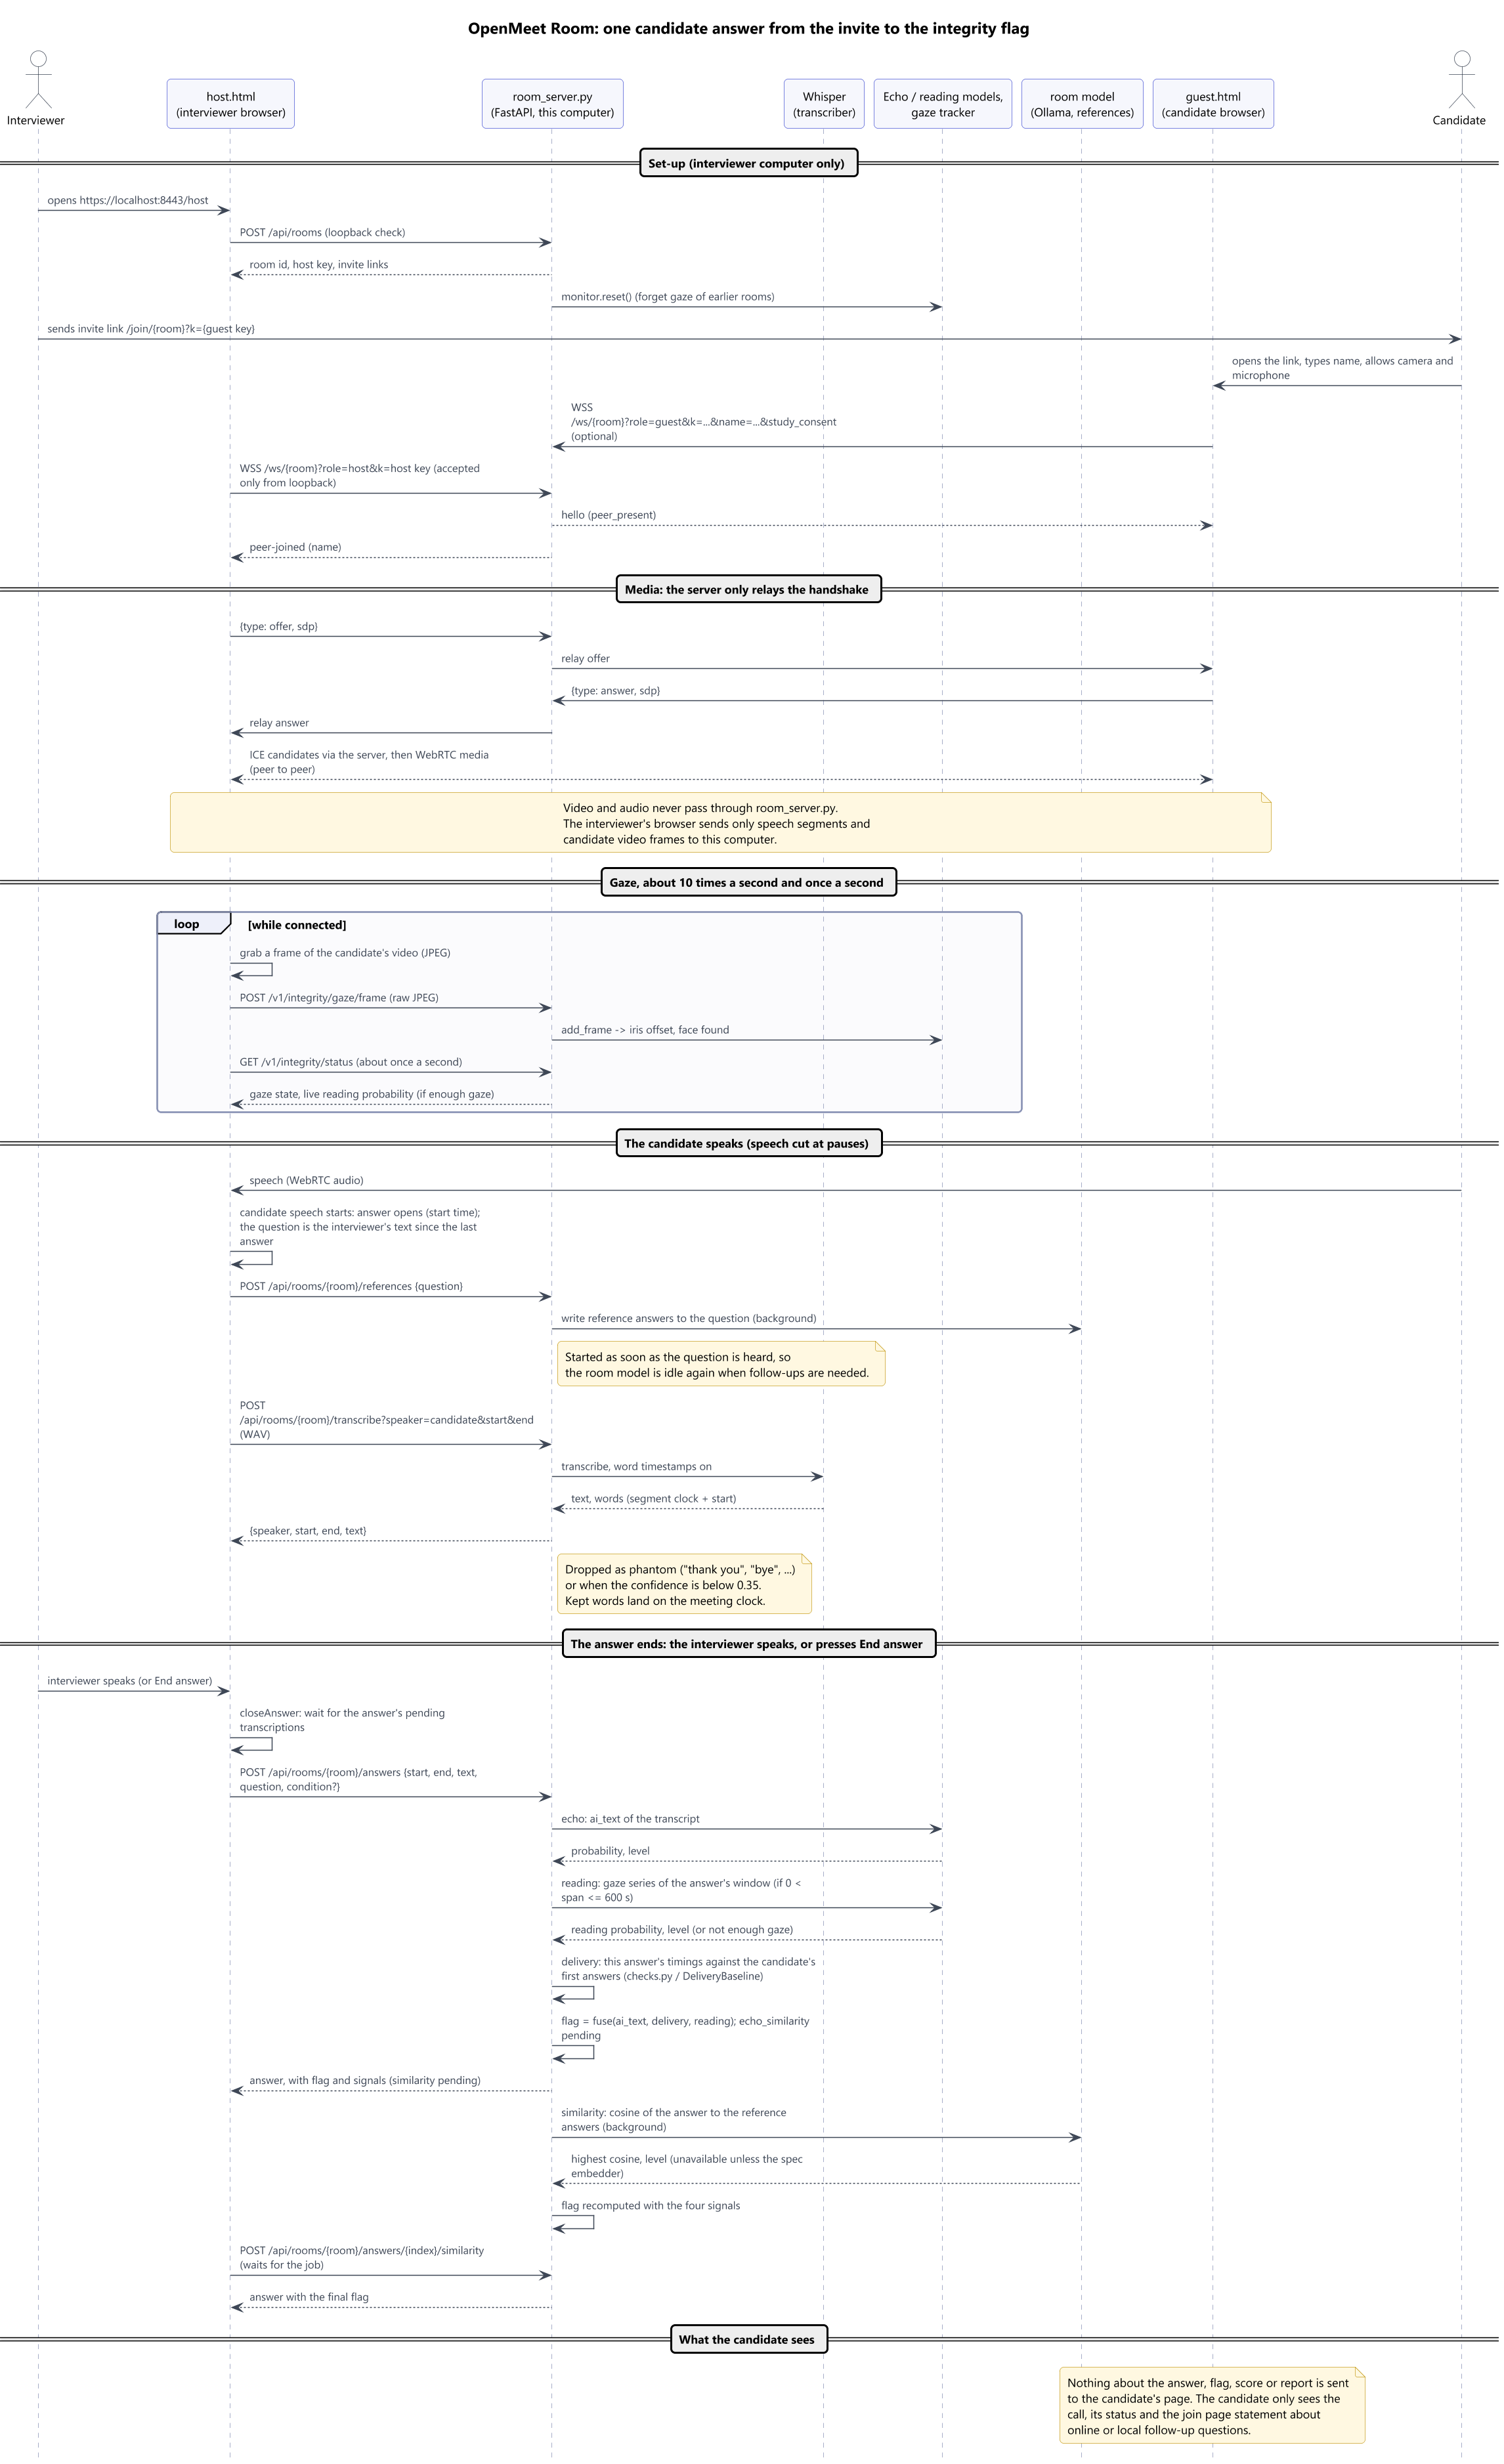 OpenMeet Room: one candidate answer from the invite to the integrity flag
Interviewer
host.html
(interviewer browser)
room_server.py
(FastAPI, this computer)
Whisper
(transcriber)
Echo / reading models,
gaze tracker
room model
(Ollama, references)
guest.html
(candidate browser)
Candidate
Set-up (interviewer computer only)
opens https://localhost:8443/host
POST /api/rooms (loopback check)
room id, host key, invite links
monitor.reset() (forget gaze of earlier rooms)
sends invite link /join/{room}?k={guest key}
opens the link, types name, allows camera and
microphone
WSS
/ws/{room}?role=guest&k=...&name=...&study_consent
(optional)
WSS /ws/{room}?role=host&k=host key (accepted
only from loopback)
hello (peer_present)
peer-joined (name)
Media: the server only relays the handshake
{type: offer, sdp}
relay offer
{type: answer, sdp}
relay answer
ICE candidates via the server, then WebRTC media
(peer to peer)
Video and audio never pass through room_server.py.
The interviewer's browser sends only speech segments and
candidate video frames to this computer.
Gaze, about 10 times a second and once a second
loop
[while connected]
grab a frame of the candidate's video (JPEG)
POST /v1/integrity/gaze/frame (raw JPEG)
add_frame -> iris offset, face found
GET /v1/integrity/status (about once a second)
gaze state, live reading probability (if enough gaze)
The candidate speaks (speech cut at pauses)
speech (WebRTC audio)
candidate speech starts: answer opens (start time);
the question is the interviewer's text since the last
answer
POST /api/rooms/{room}/references {question}
write reference answers to the question (background)
Started as soon as the question is heard, so
the room model is idle again when follow-ups are needed.
POST
/api/rooms/{room}/transcribe?speaker=candidate&start&end
(WAV)
transcribe, word timestamps on
text, words (segment clock + start)
{speaker, start, end, text}
Dropped as phantom ("thank you", "bye", ...)
or when the confidence is below 0.35.
Kept words land on the meeting clock.
The answer ends: the interviewer speaks, or presses End answer
interviewer speaks (or End answer)
closeAnswer: wait for the answer's pending
transcriptions
POST /api/rooms/{room}/answers {start, end, text,
question, condition?}
echo: ai_text of the transcript
probability, level
reading: gaze series of the answer's window (if 0 <
span <= 600 s)
reading probability, level (or not enough gaze)
delivery: this answer's timings against the candidate's
first answers (checks.py / DeliveryBaseline)
flag = fuse(ai_text, delivery, reading); echo_similarity
pending
answer, with flag and signals (similarity pending)
similarity: cosine of the answer to the reference
answers (background)
highest cosine, level (unavailable unless the spec
embedder)
flag recomputed with the four signals
POST /api/rooms/{room}/answers/{index}/similarity
(waits for the job)
answer with the final flag
What the candidate sees
Nothing about the answer, flag, score or report is sent
to the candidate's page. The candidate only sees the
call, its status and the join page statement about
online or local follow-up questions.